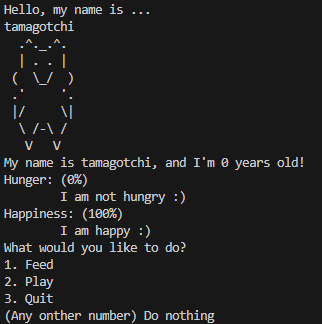 Hello, my name is ...
tamagotchi
  .^._.^.
  | . . |
 (  \_/  )
 .'     '.
 |/     \|
  \ /-\ /
   V   V
My name is tamagotchi, and I'm 0 years old!
Hunger: (0%)
        I am not hungry :)
Happiness: (100%)
        I am happy :)
What would you like to do?
1. Feed
2. Play
3. Quit
(Any onther number) Do nothing